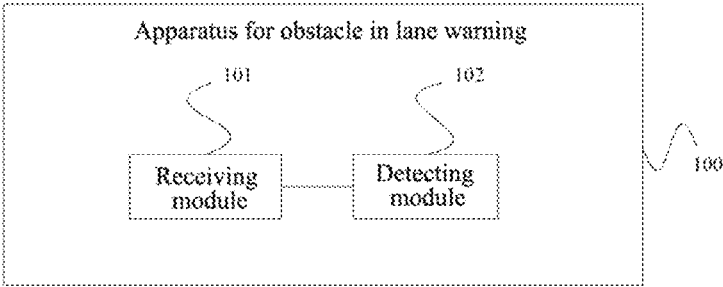 Apparatus for obstacle in lane warning
101
102
Receiving
module
Detecting
module
100